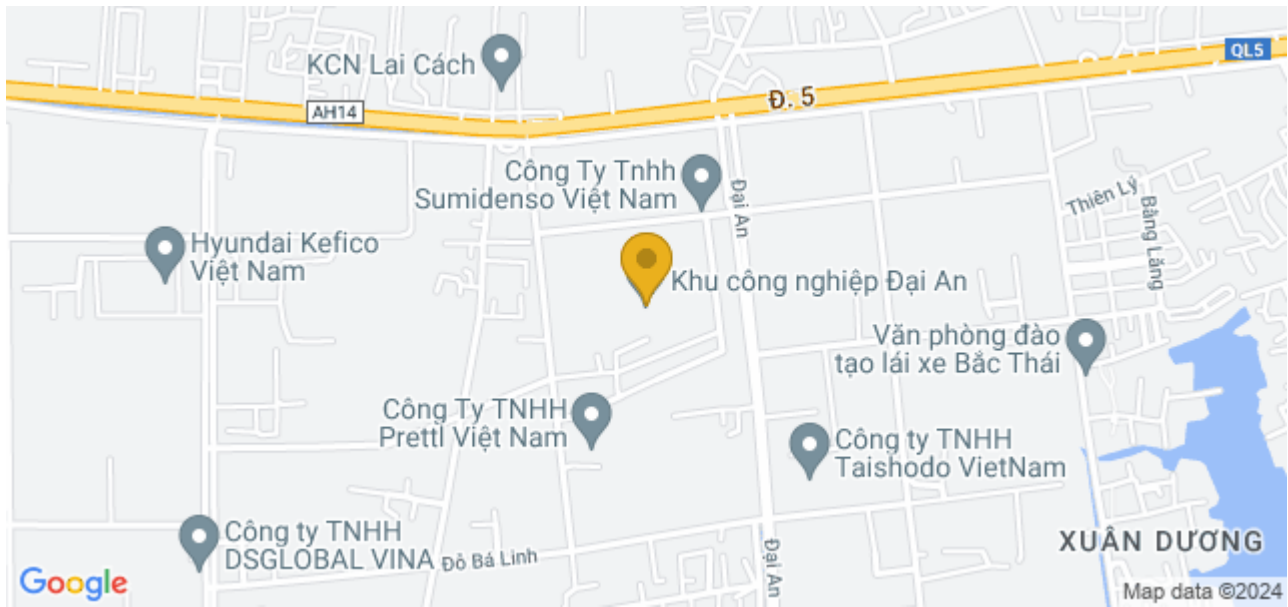 QL5
KCN Lai Cách
Đ. 5
AH14
Công Ty Tnhh
Sumidenso Việt Nam
Đại An
Thiên Lý
Bằng Lăng
Hyundai Kefico
Việt Nam
Khu công nghiệp Đại An
Văn phòng đào
tạo lái xe Bắc Thái
Công Ty TNHH
Prettl Việt Nam
Công ty TNHH
Taishodo VietNam
Công ty TNHH
DSGLOBAL VINA
Đỗ Bá Linh
Đại An
XUÂN DƯƠNG
Google
Map data ©2024